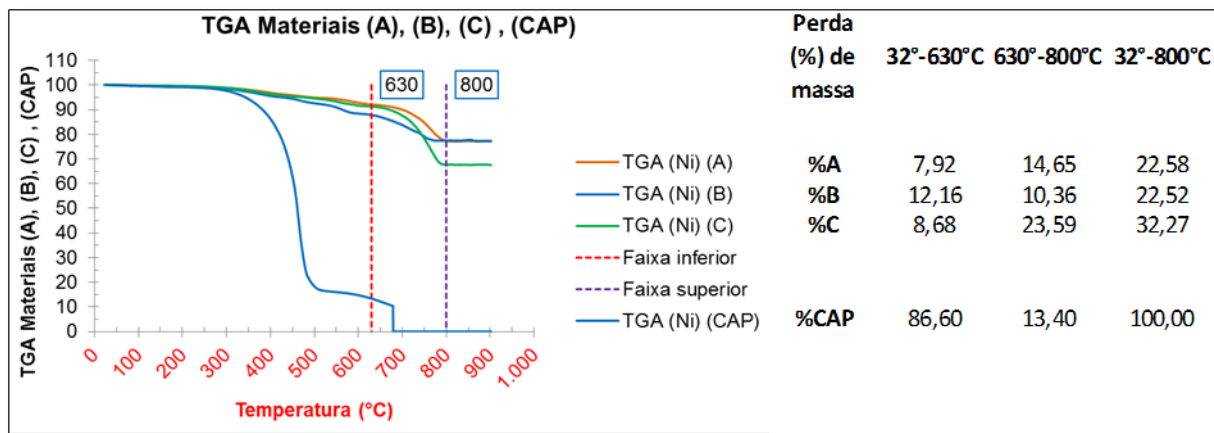 TGA Materiais (A), (B), (C) , (CAP)
TGA Materiais (A), (B), (C) , (CAP)
110
100
90
80
70
60
50
40
30
20
10
0
630
800
0
100
200
300
400
500
600
700
800
900
1.000
Temperatura (°C)
TGA (Ni) (A)
TGA (Ni) (B)
TGA (Ni) (C)
Faixa inferior
Faixa superior
TGA (Ni) (CAP)
Perda
(%) de 32°-630°C 630°-800°C 32°-800°C
massa
%A 7,92 14,65 22,58
%B 12,16 10,36 22,52
%C 8,68 23,59 32,27
%CAP 86,60 13,40 100,00